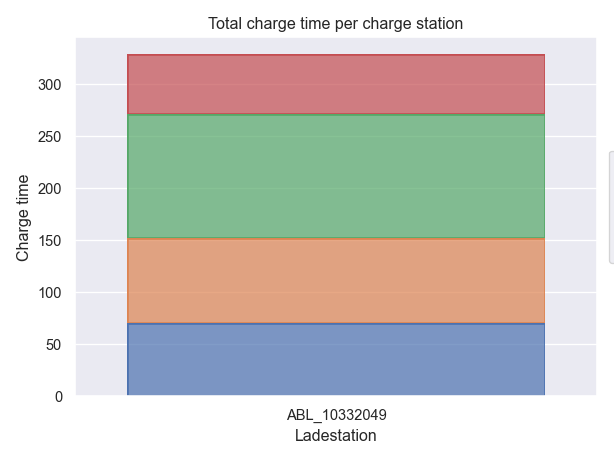 Total charge time per charge station
300
250
200
150
100
50
0
Charge time
ABL_10332049
Ladestation